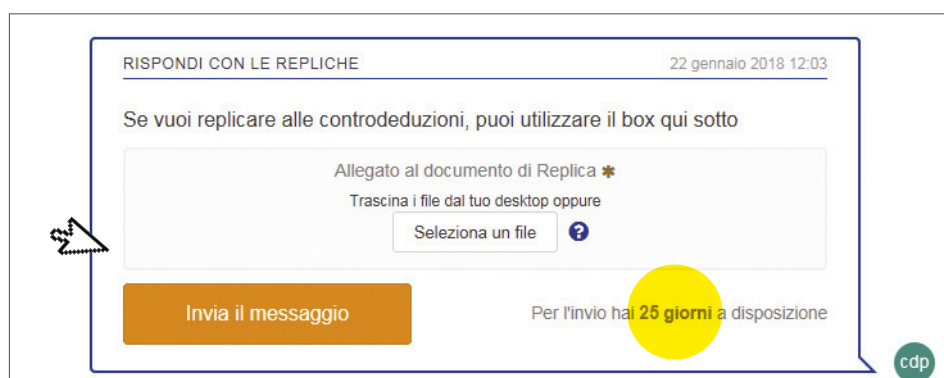 RISPONDI CON LE REPLICHE 22 gennaio 2018 12:03
Se vuoi replicare alle controdeduzioni, puoi utilizzare il box qui sotto
Allegato al documento di Replica ✱
Trascina i file dal tuo desktop oppure
Seleziona un file ?
Invia il messaggio Per l'invio hai 25 giorni a disposizione
cdp